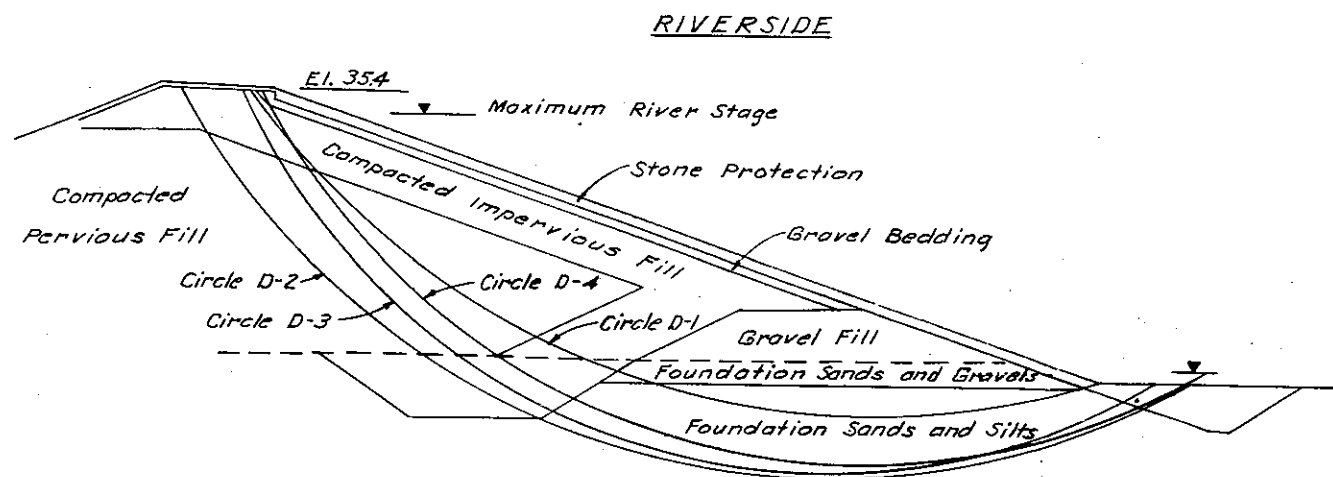 RIVERSIDE
El. 35.4
Maximum River Stage
Stone Protection
Compacted Impervious Fill
Compacted
Pervious Fill
Gravel Bedding
Circle D-2
Circle D-4
Circle D-3
Circle D-1
Gravel Fill
Foundation Sands and Gravels
Foundation Sands and Silts